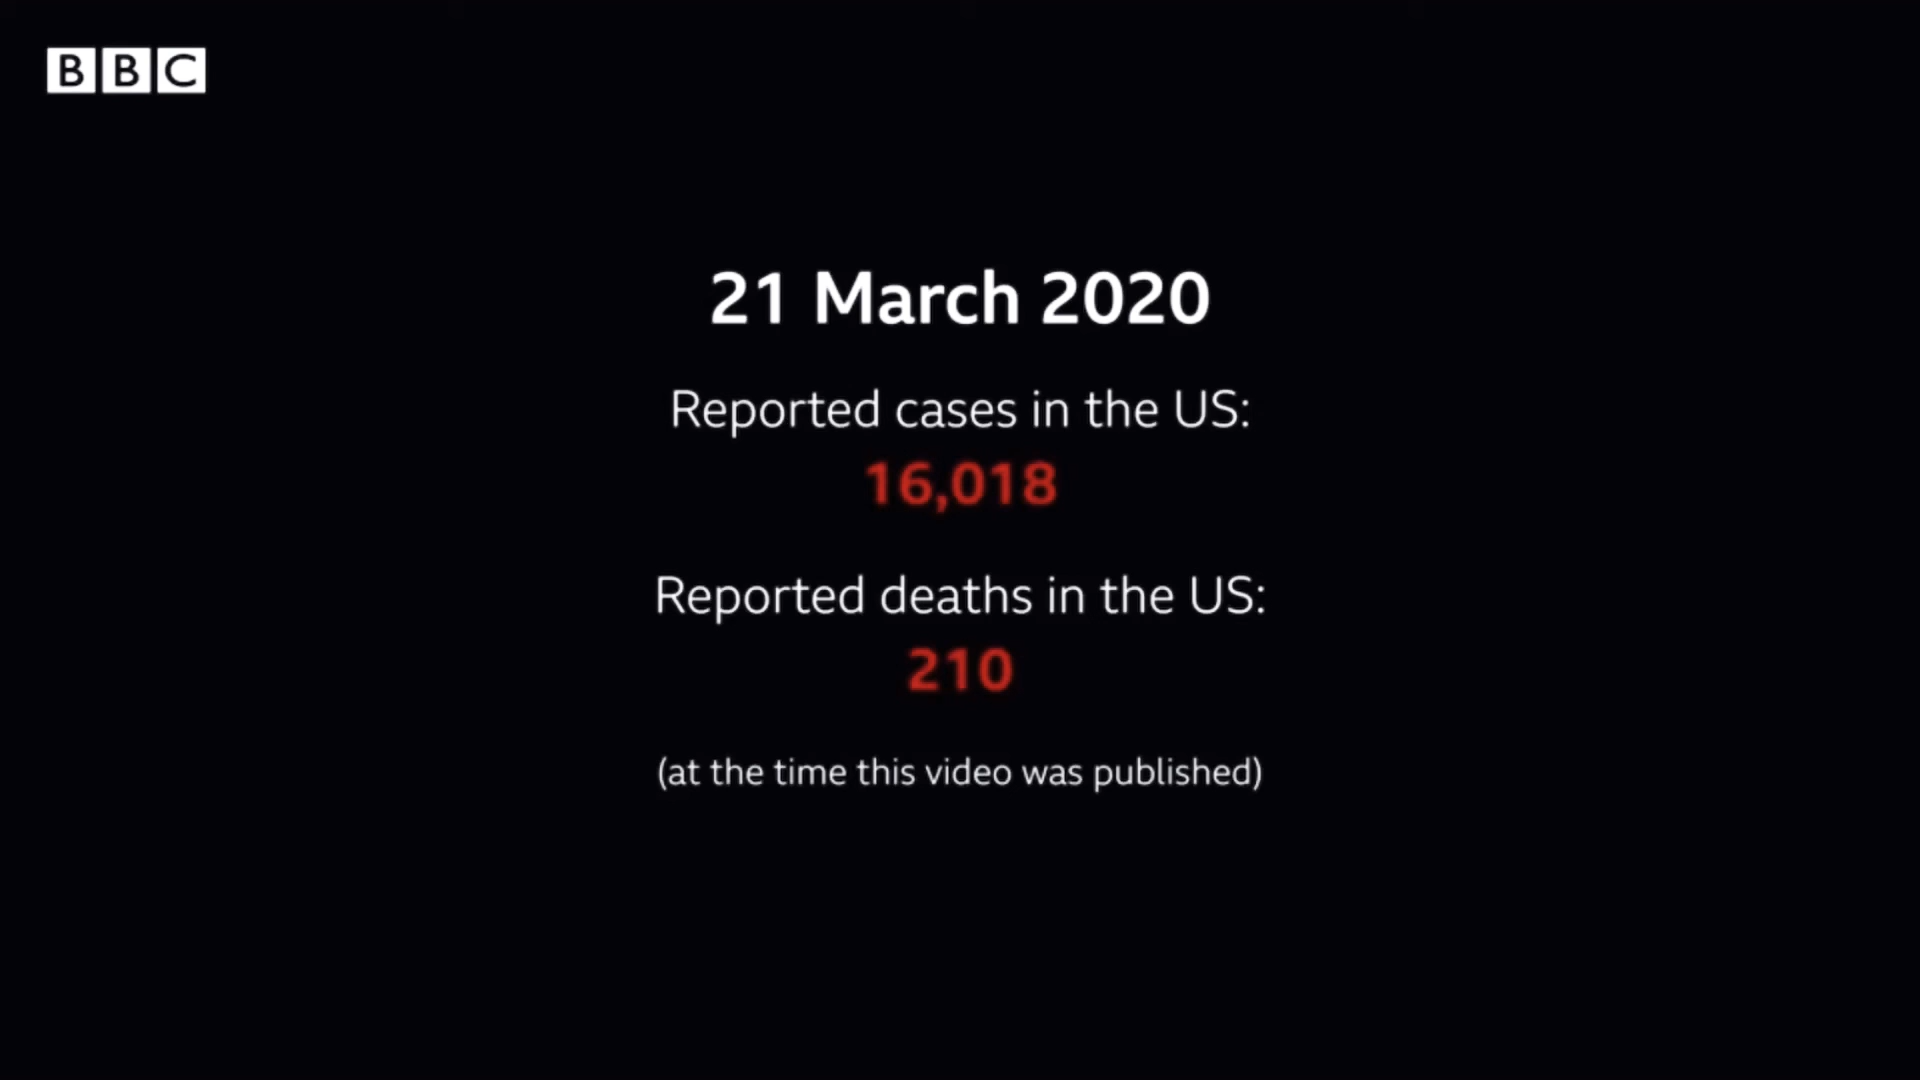 BBC
21 March 2020
Reported cases in the US:
16,018
Reported deaths in the US:
210
(at the time this video was published)